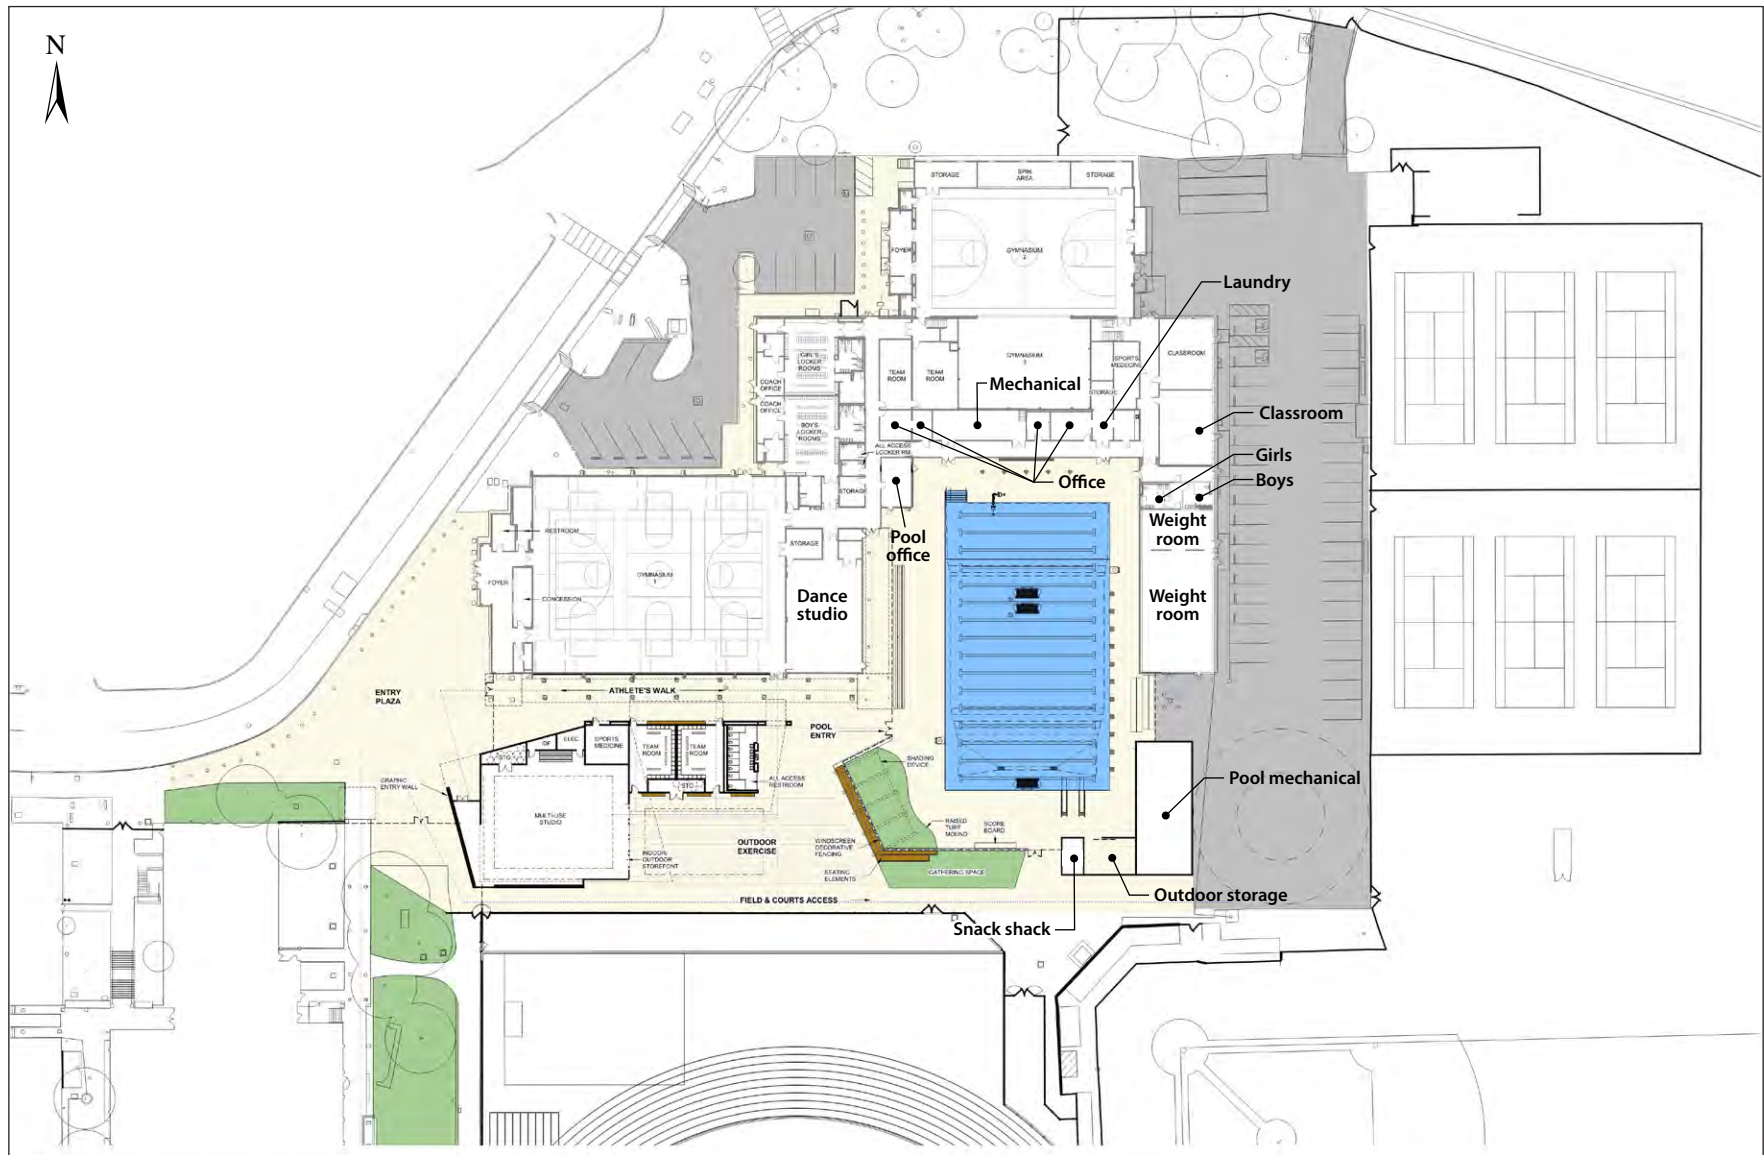 N
STORAGE
SPIN
AREA
STORAGE
FOYER
GYMNASIUM
2
Laundry
GIRL'S
LOCKER
ROOMS
COACH
OFFICE
COACH
OFFICE
BOY'S
LOCKER
ROOMS
TEAM
ROOM
TEAM
ROOM
GYMNASIUM
3
SPORTS
MEDICINE
CLASSROOM
STORAGE
Mechanical
Classroom
ALL ACCESS
LOCKER RM
Girls
Office
Boys
STORAGE
Pool
office
Weight
room
RESTROOM
STORAGE
FOYER
GYMNASIUM
1
CONCESSION
Dance
studio
Weight
room
ENTRY
PLAZA
ATHLETE'S WALK
POOL
ENTRY
IDF
ELEC
SPORTS
MEDICINE
TEAM
ROOM
TEAM
ROOM
STO
SHADING
DEVICE
GRAPHIC
ENTRY WALL
ALL ACCESS
RESTROOM
STO
Pool mechanical
MULTI-USE
STUDIO
OUTDOOR
EXERCISE
RAISED
TURF
MOUND
SCORE
BOARD
WINDSCREEN
DECORATIVE
FENCING
INDOOR/
OUTDOOR
STOREFRONT
SEATING
ELEMENTS
GATHERING SPACE
Outdoor storage
FIELD & COURTS ACCESS
Snack shack